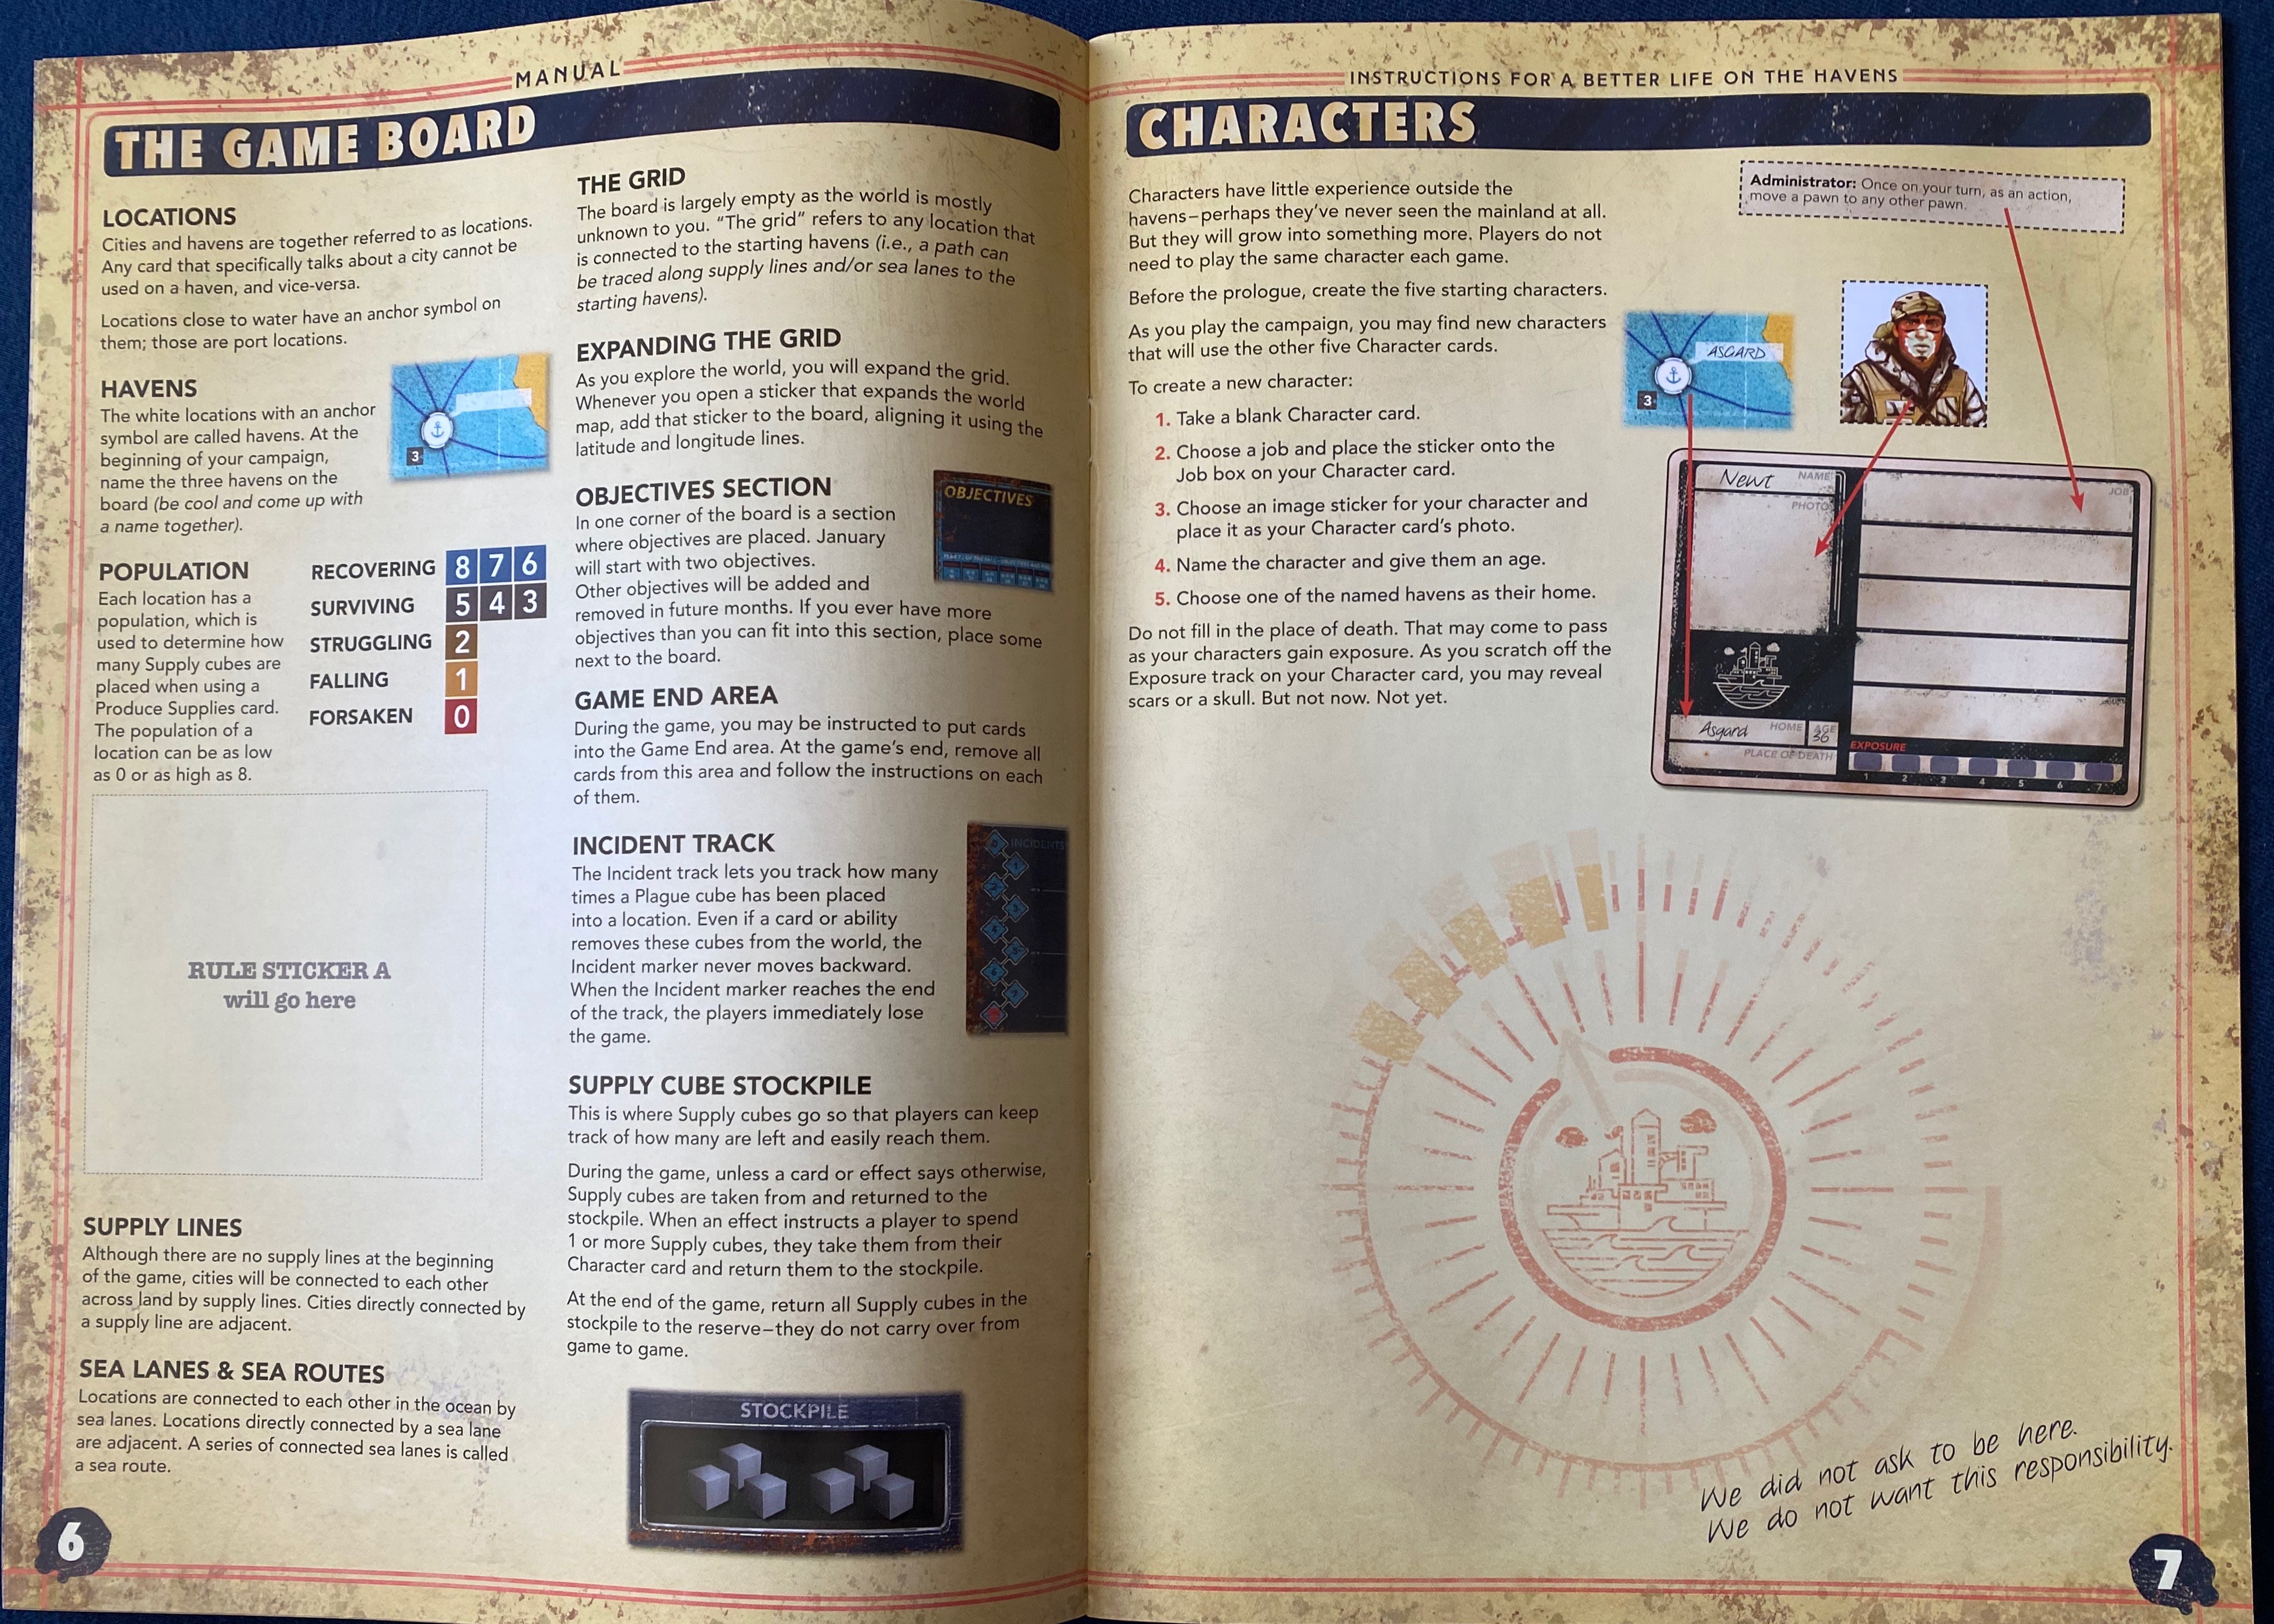 MANUAL
THE GAME BOARD
LOCATIONS
Cities and havens are together referred to as locations.
Any card that specifically talks about a city cannot be
used on a haven, and vice-versa.
Locations close to water have an anchor symbol on
them; those are port locations.
HAVENS
The white locations with an anchor
symbol are called havens. At the
beginning of your campaign,
name the three havens on the
board (be cool and come up with
a name together).
3
POPULATION
Each location has a
population, which is
used to determine how
many Supply cubes are
placed when using a
Produce Supplies card.
The population of a
location can be as low
as 0 or as high as 8.
RECOVERING 8 7 6
SURVIVING 5 4 3
STRUGGLING 2
FALLING 1
FORSAKEN 0
RULE STICKER A
will go here
SUPPLY LINES
Although there are no supply lines at the beginning
of the game, cities will be connected to each other
across land by supply lines. Cities directly connected by
a supply line are adjacent.
SEA LANES & SEA ROUTES
Locations are connected to each other in the ocean by
sea lanes. Locations directly connected by a sea lane
are adjacent. A series of connected sea lanes is called
a sea route.
6
THE GRID
The board is largely empty as the world is mostly
unknown to you. “The grid” refers to any location that
is connected to the starting havens (i.e., a path can
be traced along supply lines and/or sea lanes to the
starting havens).
EXPANDING THE GRID
As you explore the world, you will expand the grid.
Whenever you open a sticker that expands the world
map, add that sticker to the board, aligning it using the
latitude and longitude lines.
OBJECTIVES SECTION
In one corner of the board is a section
where objectives are placed. January
will start with two objectives.
Other objectives will be added and
removed in future months. If you ever have more
objectives than you can fit into this section, place some
next to the board.
OBJECTIVES
GAME END AREA
During the game, you may be instructed to put cards
into the Game End area. At the game’s end, remove all
cards from this area and follow the instructions on each
of them.
INCIDENT TRACK
The Incident track lets you track how many
times a Plague cube has been placed
into a location. Even if a card or ability
removes these cubes from the world, the
Incident marker never moves backward.
When the Incident marker reaches the end
of the track, the players immediately lose
the game.
INCIDENTS
SUPPLY CUBE STOCKPILE
This is where Supply cubes go so that players can keep
track of how many are left and easily reach them.
During the game, unless a card or effect says otherwise,
Supply cubes are taken from and returned to the
stockpile. When an effect instructs a player to spend
1 or more Supply cubes, they take them from their
Character card and return them to the stockpile.
At the end of the game, return all Supply cubes in the
stockpile to the reserve–they do not carry over from
game to game.
STOCKPILE
INSTRUCTIONS FOR A BETTER LIFE ON THE HAVENS
CHARACTERS
Characters have little experience outside the
havens–perhaps they’ve never seen the mainland at all.
But they will grow into something more. Players do not
need to play the same character each game.
Before the prologue, create the five starting characters.
As you play the campaign, you may find new characters
that will use the other five Character cards.
To create a new character:
1. Take a blank Character card.
2. Choose a job and place the sticker onto the
Job box on your Character card.
3. Choose an image sticker for your character and
place it as your Character card’s photo.
4. Name the character and give them an age.
5. Choose one of the named havens as their home.
Do not fill in the place of death. That may come to pass
as your characters gain exposure. As you scratch off the
Exposure track on your Character card, you may reveal
scars or a skull. But not now. Not yet.
Administrator: Once on your turn, as an action,
move a pawn to any other pawn.
ASGARD
3
Newt NAME
PHOTO
JOB
Asgard HOME AGE 36
PLACE OF DEATH
EXPOSURE
1 2 3 4 5 6 7
We did not ask to be here.
We do not want this responsibility.
7